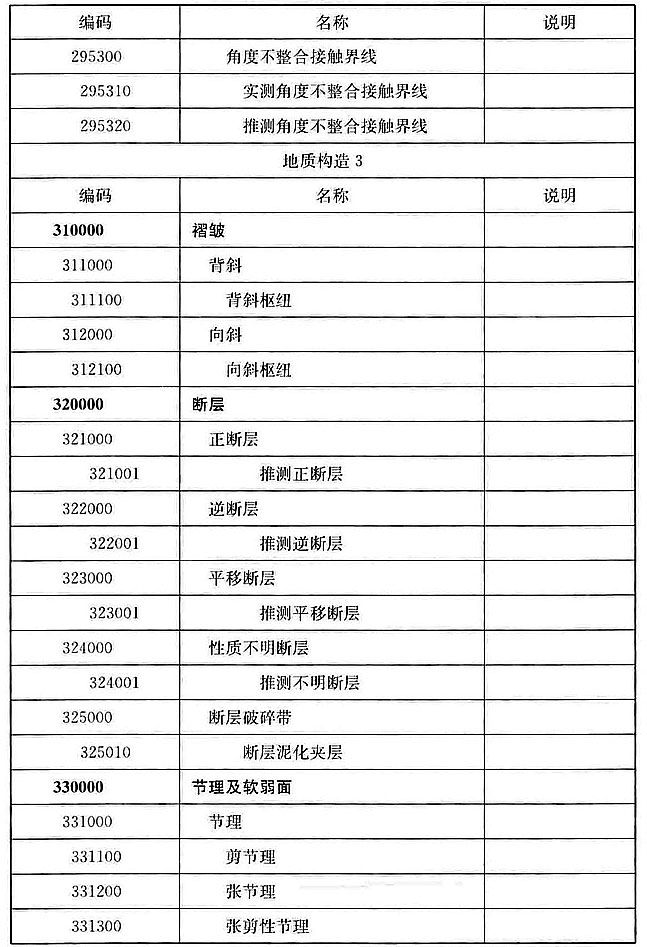 编码 名称 说明
295300 角度不整合接触界线
295310 实测角度不整合接触界线
295320 推测角度不整合接触界线
地质构造 3
编码 名称 说明
310000 褶皱
311000 背斜
311100 背斜枢纽
312000 向斜
312100 向斜枢纽
320000 断层
321000 正断层
321001 推测正断层
322000 逆断层
322001 推测逆断层
323000 平移断层
323001 推测平移断层
324000 性质不明断层
324001 推测不明断层
325000 断层破碎带
325010 断层泥化夹层
330000 节理及软弱面
331000 节理
331100 剪节理
331200 张节理
331300 张剪性节理